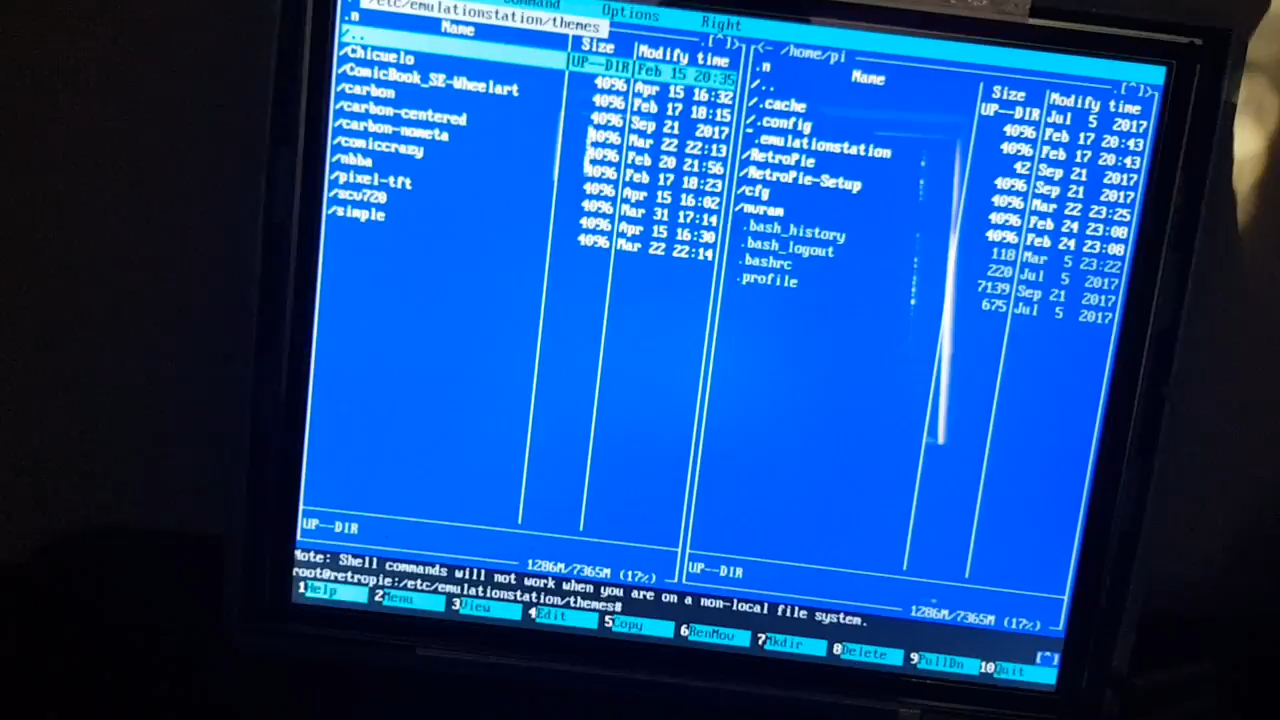 Command Options Right
/etc/emulationstation/themes .[^]>
.n Name Size Modify time
/.. UP--DIR Feb 15 20:35
/Chicuelo 4096 Apr 15 16:32
/ComicBook_SE-Wheelart 4096 Feb 17 18:15
/carbon 4096 Sep 21 2017
/carbon-centered 4096 Mar 22 22:13
/carbon-nometa 4096 Feb 20 21:56
/comiccrazy 4096 Feb 17 18:23
/nbba 4096 Apr 15 16:02
/pixel-tft 4096 Mar 31 17:14
/scv720 4096 Apr 15 16:30
/simple 4096 Mar 22 22:14
UP--DIR
1286M/7365M (17%)
<- /home/pi .[^]>
.n Name Size Modify time
/.. UP--DIR Jul 5 2017
/.cache 4096 Feb 17 20:43
/.config 4096 Feb 17 20:43
~.emulationstation 42 Sep 21 2017
/RetroPie 4096 Sep 21 2017
/RetroPie-Setup 4096 Mar 22 23:25
/cfg 4096 Feb 24 23:08
/nvram 4096 Feb 24 23:08
.bash_history 118 Mar 5 23:22
.bash_logout 220 Jul 5 2017
.bashrc 7139 Sep 21 2017
.profile 675 Jul 5 2017
UP--DIR
1286M/7365M (17%)
Note: Shell commands will not work when you are on a non-local file system.
root@retropie:/etc/emulationstation/themes# [^]
1Help 2Menu 3View 4Edit 5Copy 6RenMov 7Mkdir 8Delete 9PullDn 10Quit